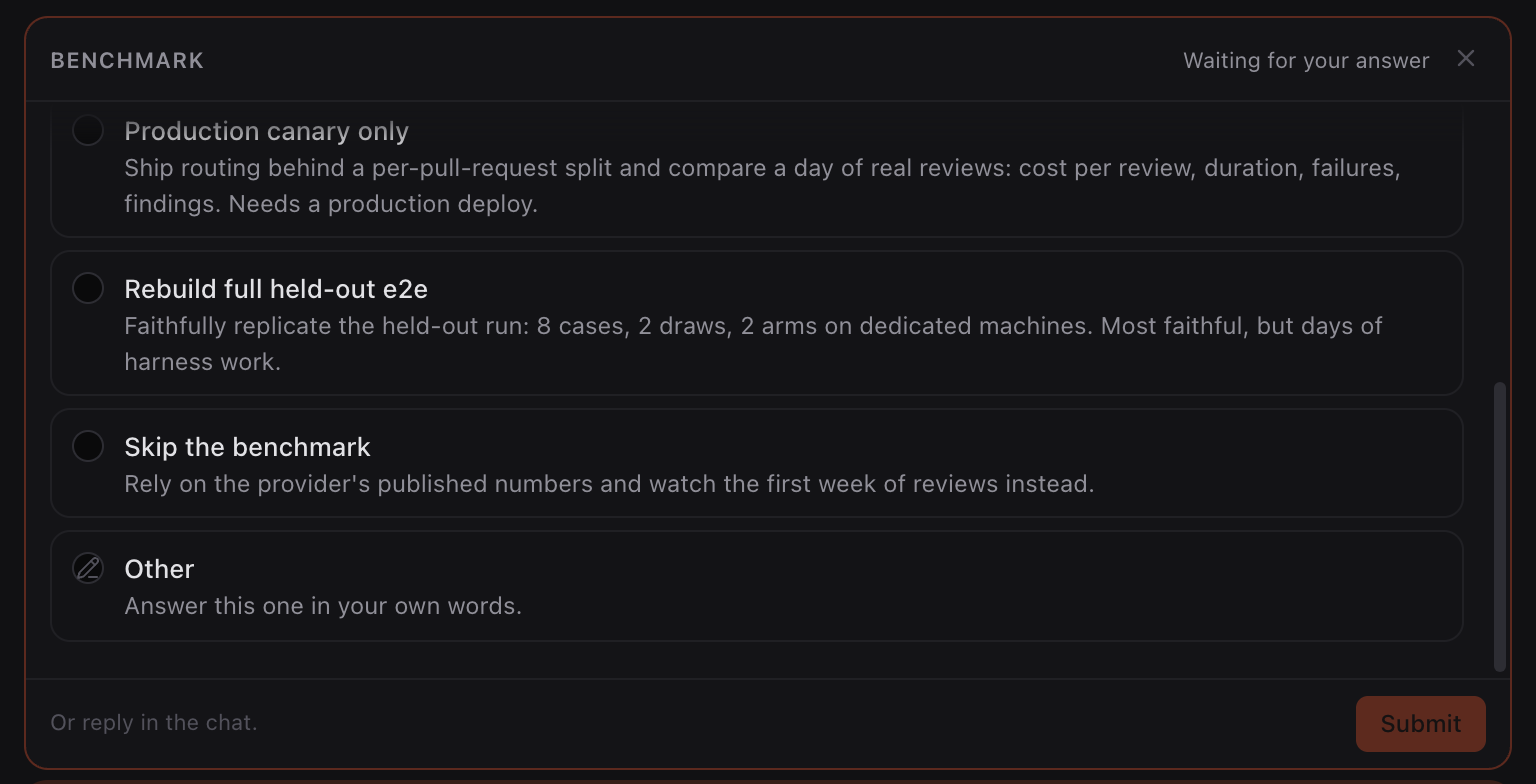 BENCHMARK
Waiting for your answer
Production canary only
Ship routing behind a per-pull-request split and compare a day of real reviews: cost per review, duration, failures,
findings. Needs a production deploy.
Rebuild full held-out e2e
Faithfully replicate the held-out run: 8 cases, 2 draws, 2 arms on dedicated machines. Most faithful, but days of
harness work.
Skip the benchmark
Rely on the provider's published numbers and watch the first week of reviews instead.
Other
Answer this one in your own words.
Or reply in the chat.
Submit